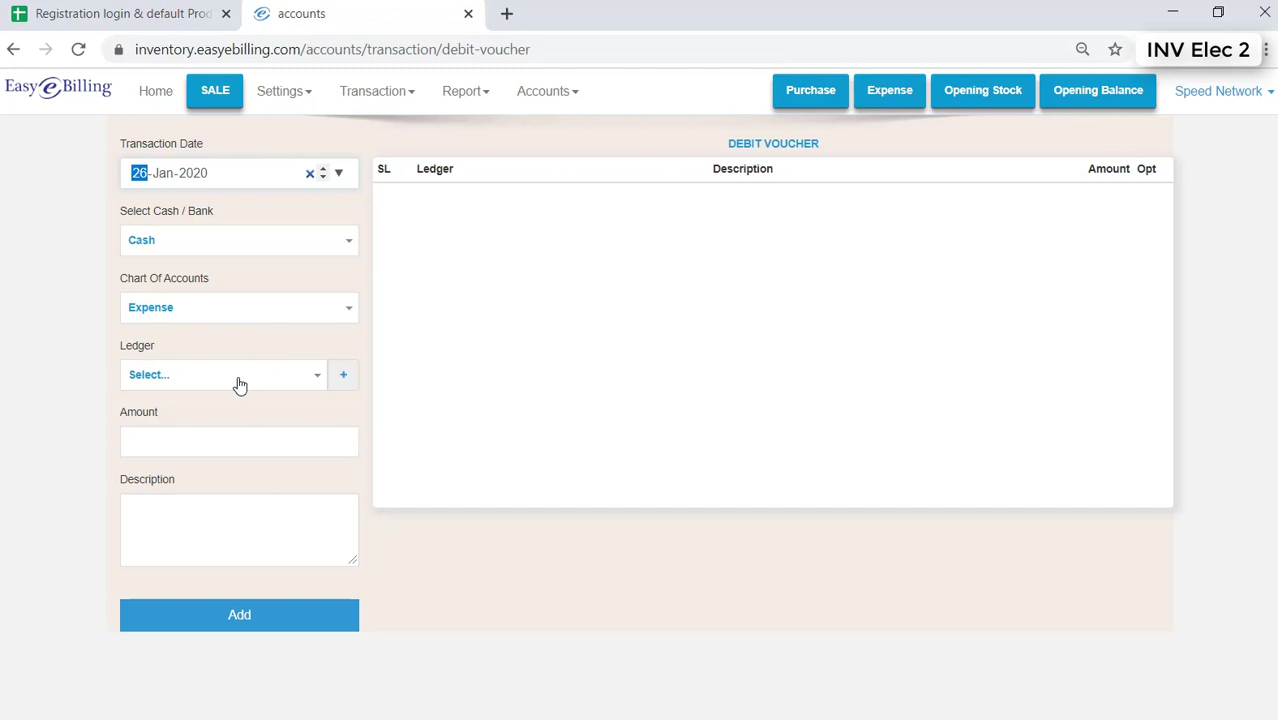 Registration login & default Prod
accounts
inventory.easyebilling.com/accounts/transaction/debit-voucher
INV Elec 2
Easy e Billing
Home
SALE
Settings
Transaction
Report
Accounts
Purchase
Expense
Opening Stock
Opening Balance
Speed Network
Transaction Date
DEBIT VOUCHER
26-Jan-2020
SL Ledger Description Amount Opt
Select Cash / Bank
Cash
Chart Of Accounts
Expense
Ledger
Select...
+
Amount
Description
Add